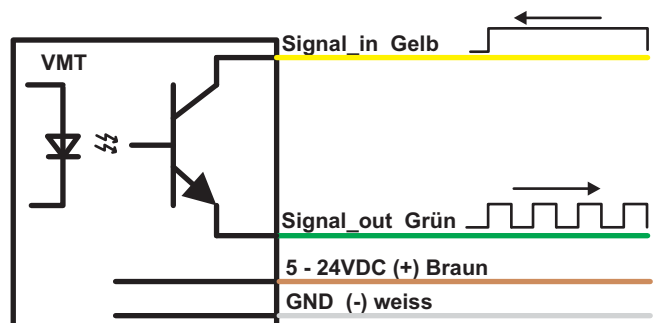 Signal_in Gelb
VMT
Signal_out Grün
5 - 24VDC (+) Braun
GND (-) weiss